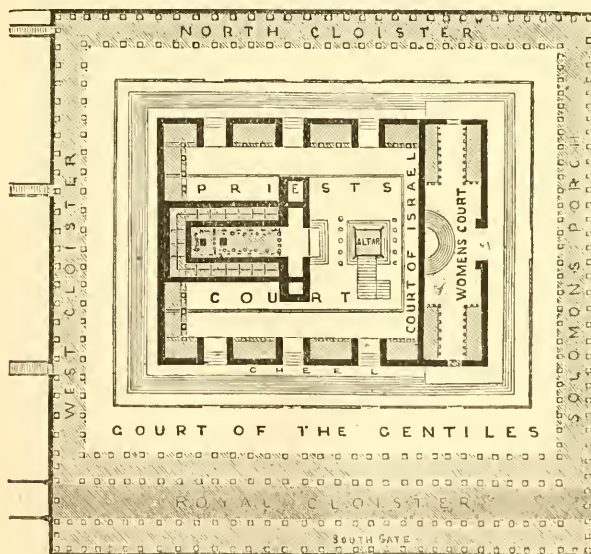 NORTH CLOISTER
WEST CLOISTER
SOLOMONS PORCH
PRIESTS
ALTAR
COURT OF ISRAEL
WOMENS COURT
COURT
CHEEL
COURT OF THE GENTILES
ROYAL CLOISTER
SOUTH GATE